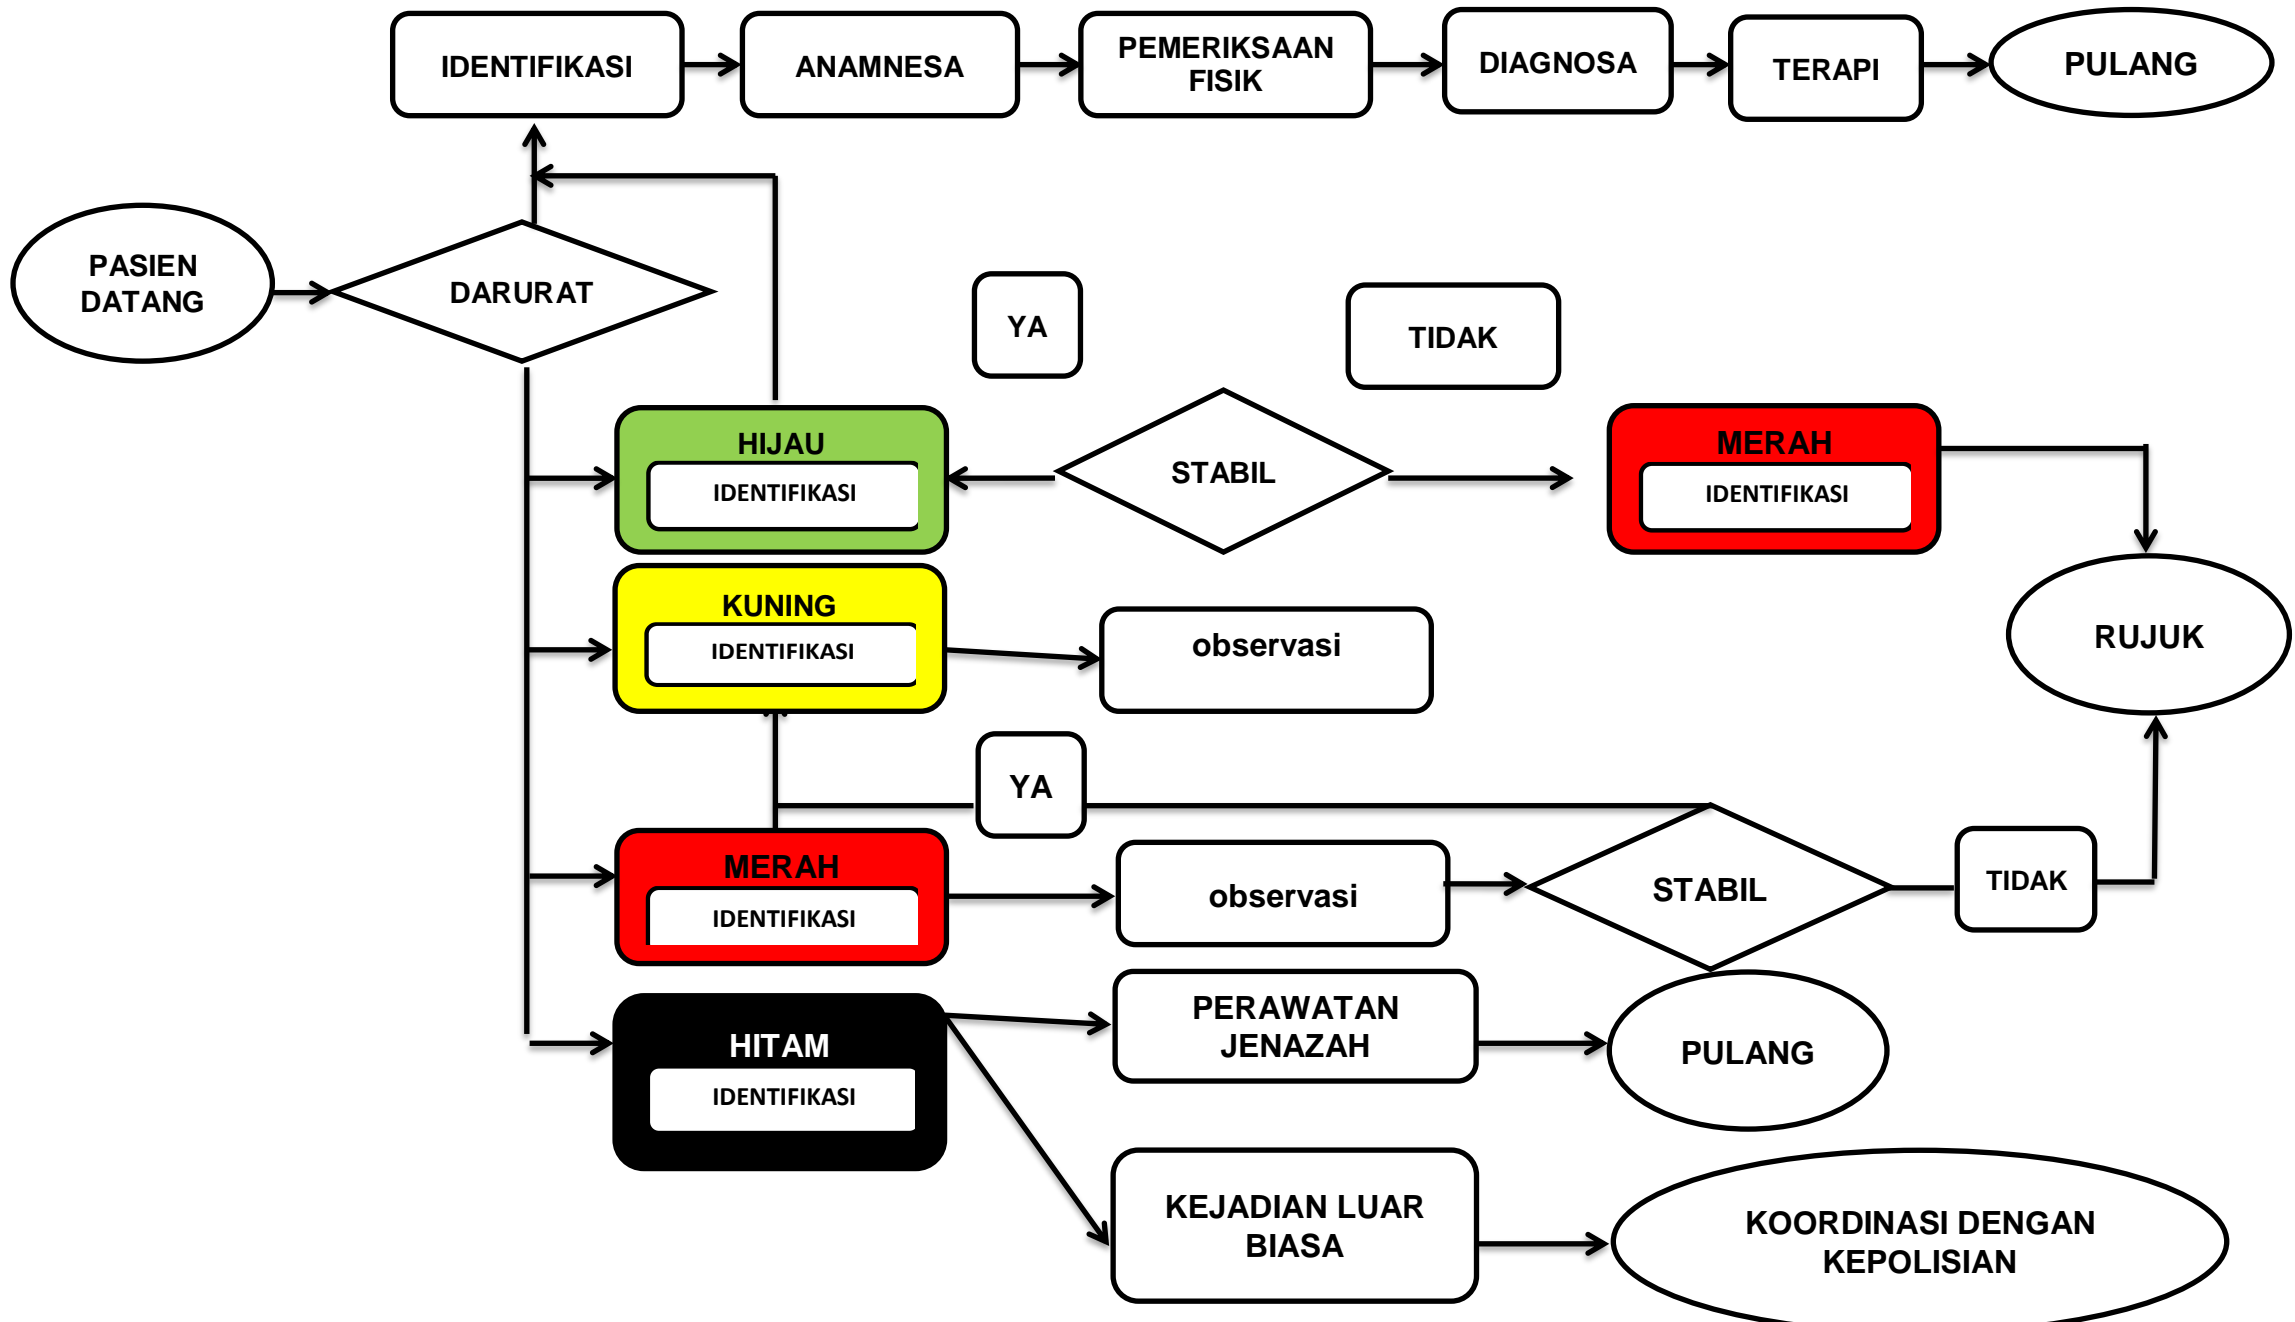 IDENTIFIKASI
ANAMNESA
PEMERIKSAAN
FISIK
DIAGNOSA
TERAPI
PULANG
PASIEN
DATANG
DARURAT
YA
TIDAK
HIJAU
IDENTIFIKASI
STABIL
MERAH
IDENTIFIKASI
KUNING
IDENTIFIKASI
observasi
RUJUK
YA
MERAH
IDENTIFIKASI
observasi
STABIL
TIDAK
HITAM
IDENTIFIKASI
PERAWATAN
JENAZAH
PULANG
KEJADIAN LUAR
BIASA
KOORDINASI DENGAN
KEPOLISIAN